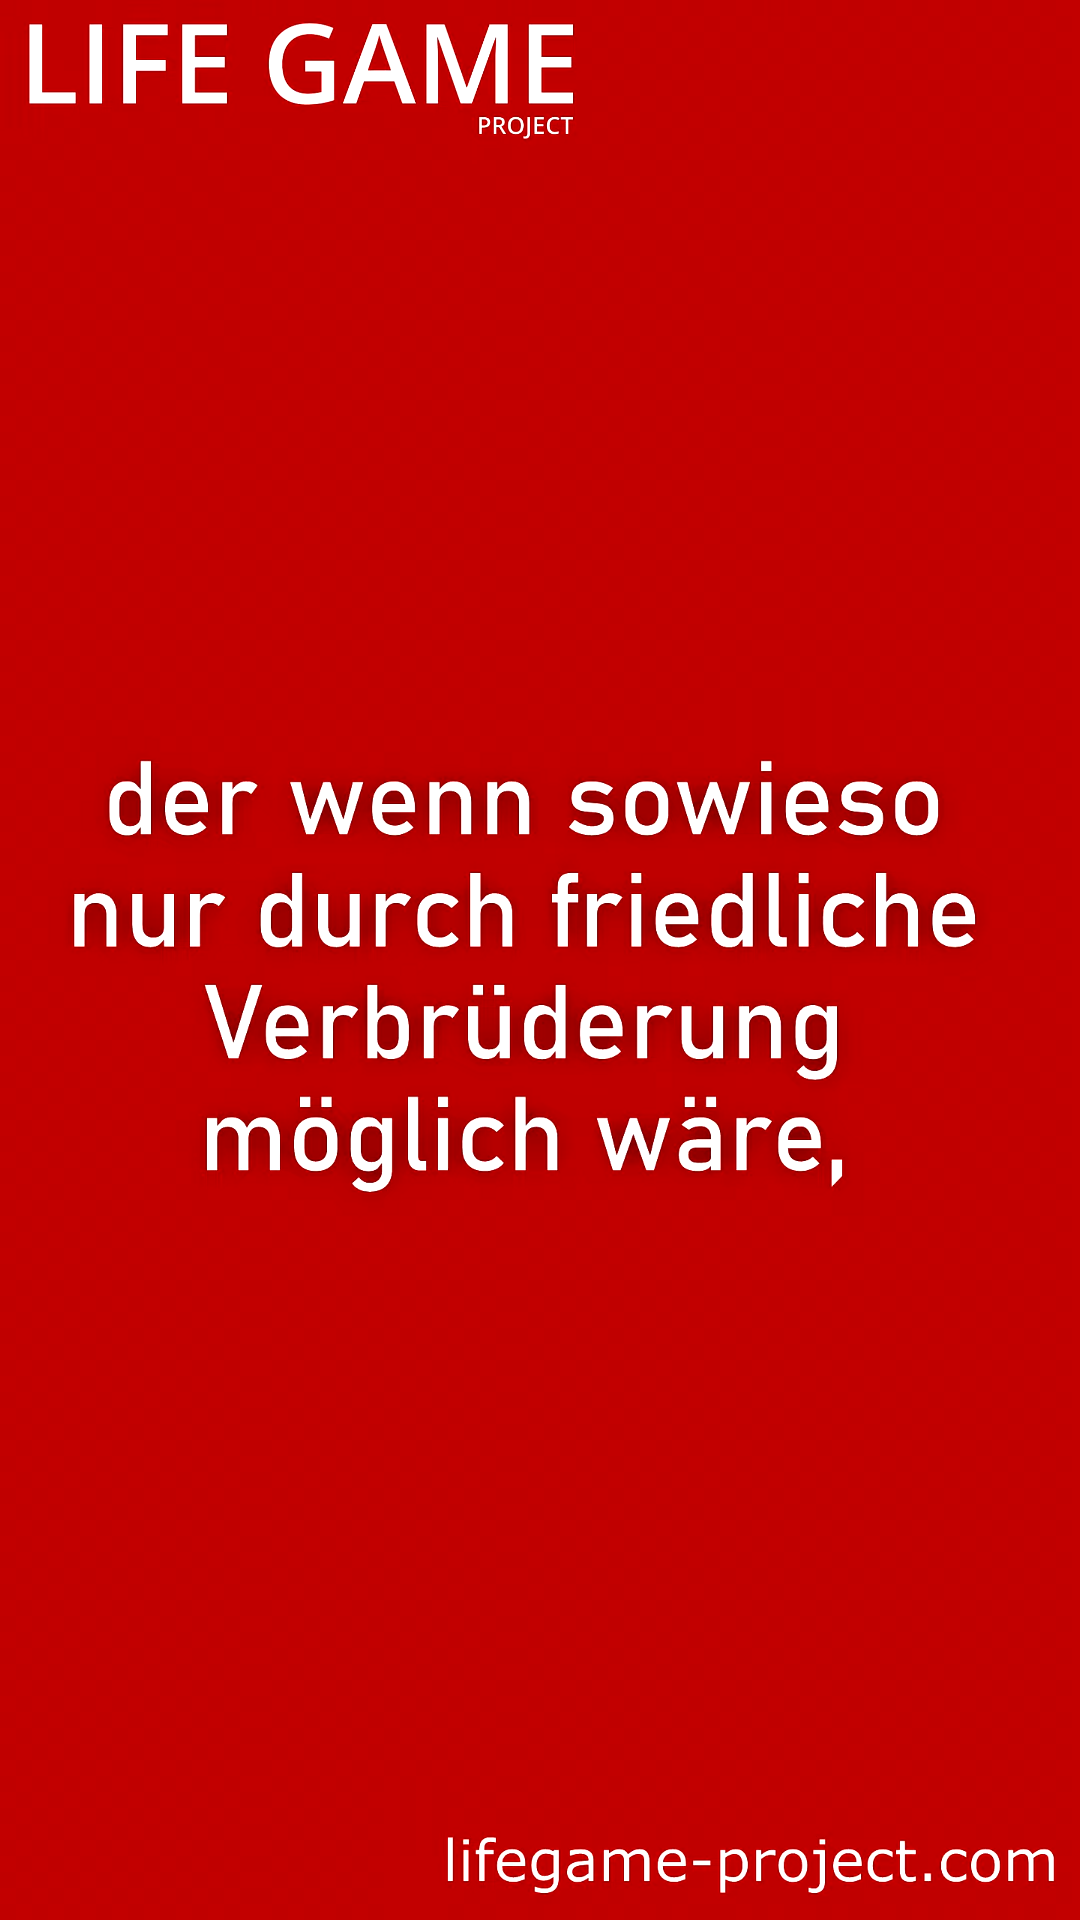 LIFE GAME
PROJECT
der wenn sowieso
nur durch friedliche
Verbrüderung
möglich wäre,
lifegame-project.com